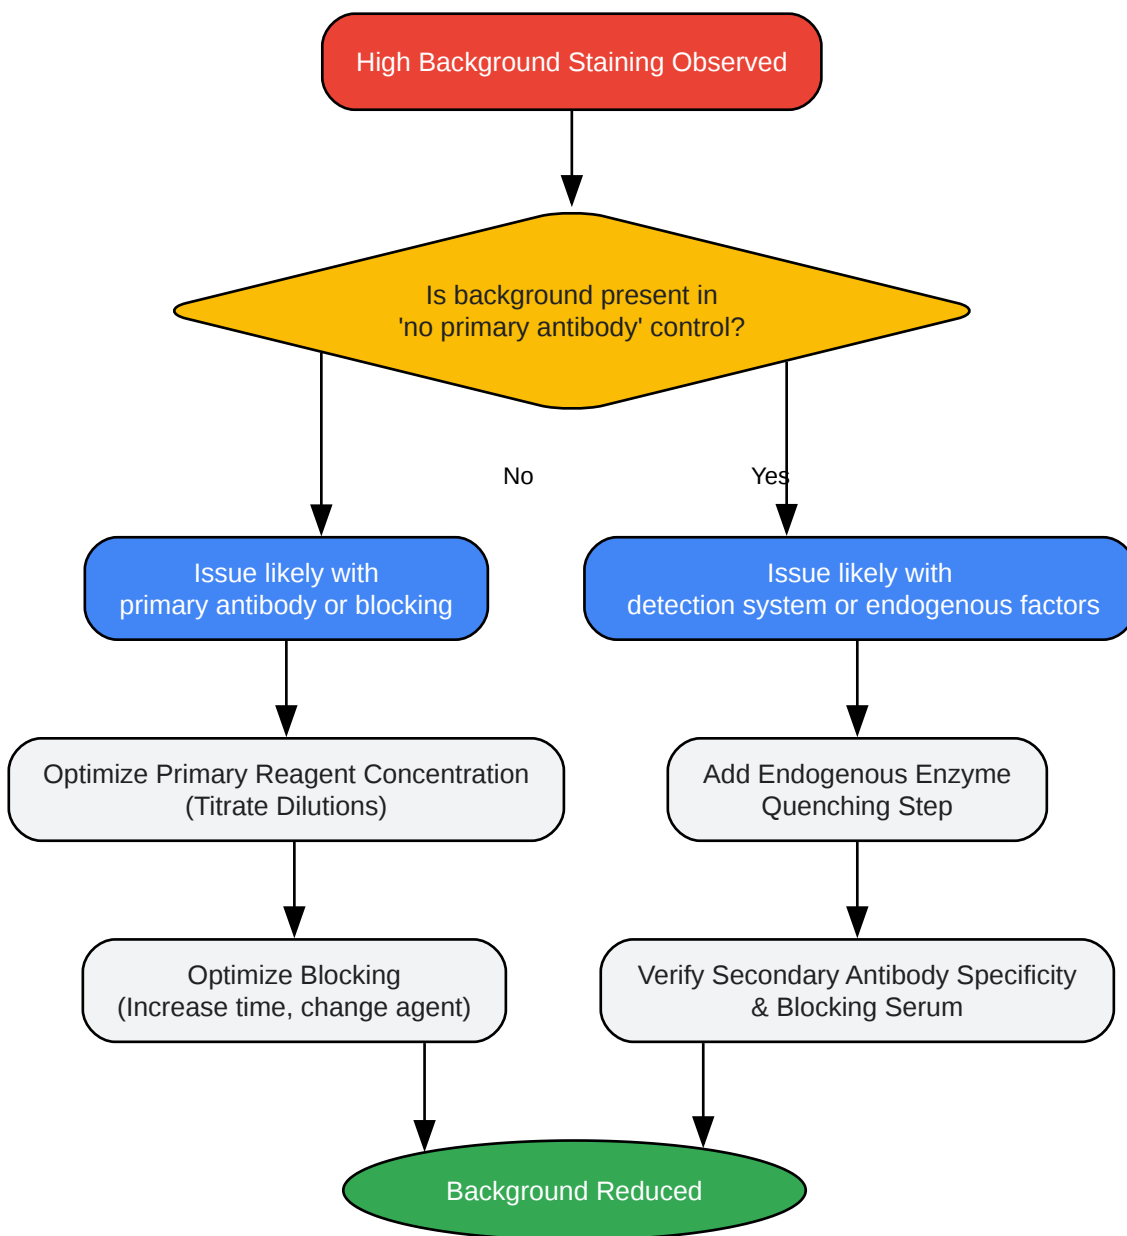 High Background Staining Observed
Is background present in
'no primary antibody' control?
No
Yes
Issue likely with
primary antibody or blocking
Issue likely with
detection system or endogenous factors
Optimize Primary Reagent Concentration
(Titrate Dilutions)
Add Endogenous Enzyme
Quenching Step
Optimize Blocking
(Increase time, change agent)
Verify Secondary Antibody Specificity
& Blocking Serum
Background Reduced